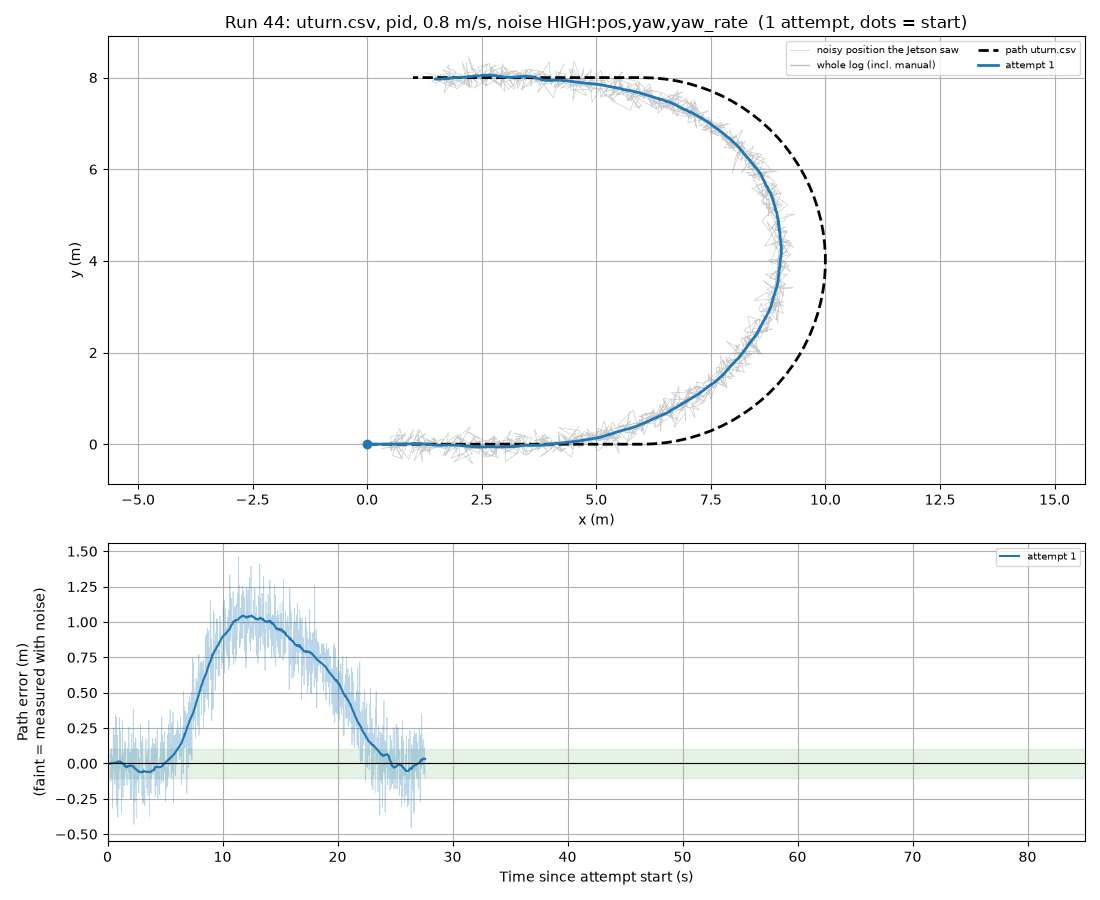 Run 44: uturn.csv, pid, 0.8 m/s, noise HIGH:pos,yaw,yaw_rate  (1 attempt, dots = start)
noisy position the Jetson saw
whole log (incl. manual)
path uturn.csv
attempt 1
8
6
4
2
0
y (m)
−5.0 −2.5 0.0 2.5 5.0 7.5 10.0 12.5 15.0
x (m)
attempt 1
1.50
1.25
1.00
0.75
0.50
0.25
0.00
−0.25
−0.50
Path error (m)
(faint = measured with noise)
0 10 20 30 40 50 60 70 80
Time since attempt start (s)